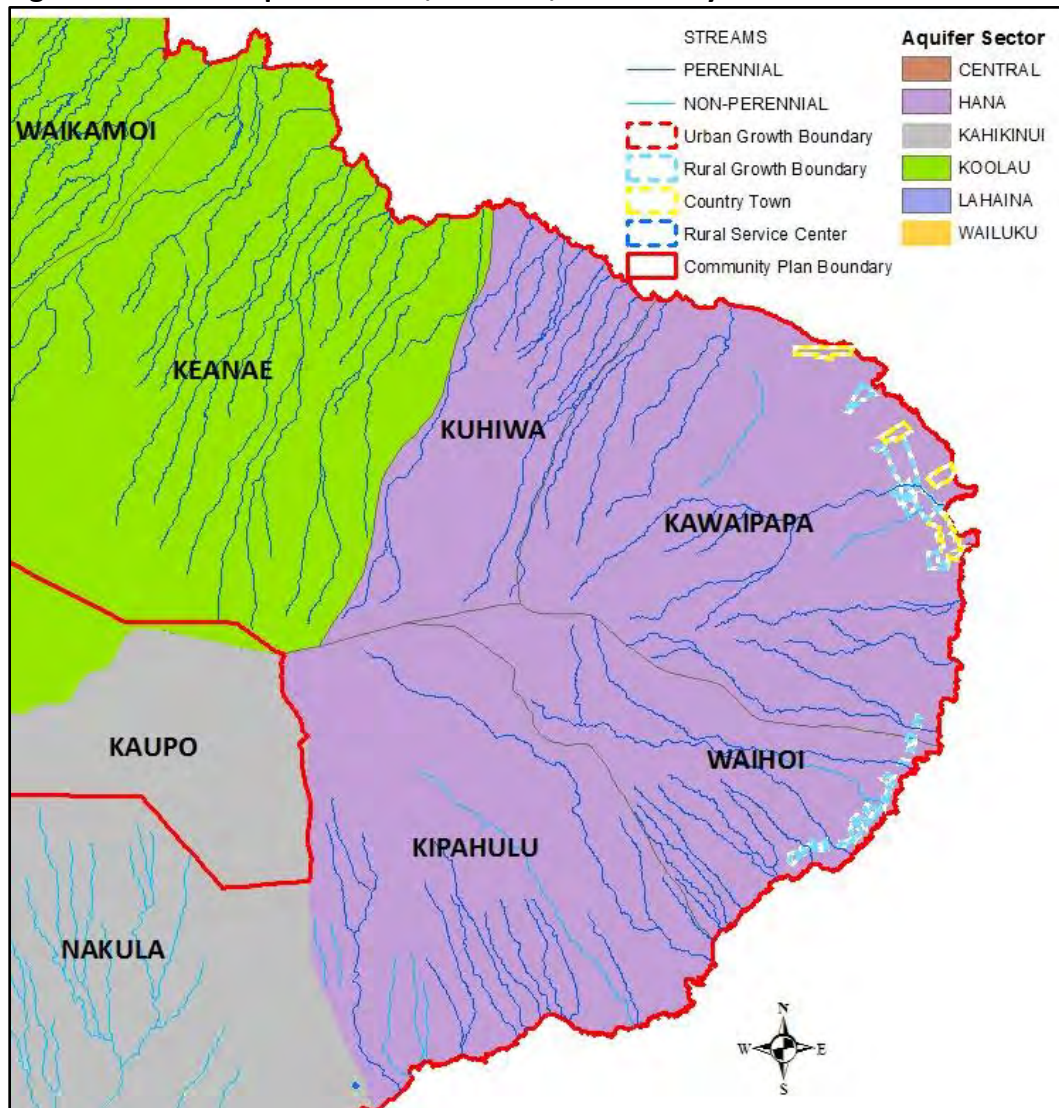 STREAMS
PERENNIAL
NON-PERENNIAL
Urban Growth Boundary
Rural Growth Boundary
Country Town
Rural Service Center
Community Plan Boundary
Aquifer Sector
CENTRAL
HANA
KAHIKINUI
KOOLAU
LAHAINA
WAILUKU
WAIKAMOI
KEANAE
KUHIWA
KAWAIPAPA
KAUPO
WAIHOI
KIPAHULU
NAKULA
N
W E
S